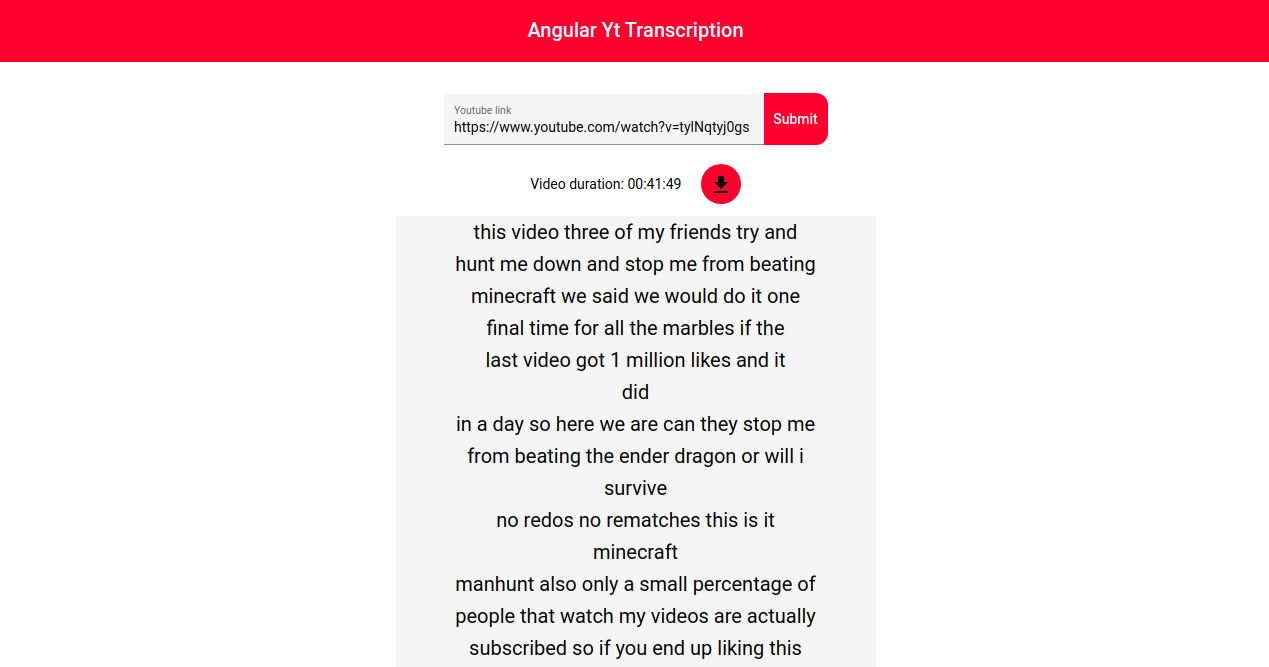 Angular Yt Transcription
Youtube link
https://www.youtube.com/watch?v=tylNqtyj0gs
Submit
Video duration: 00:41:49
this video three of my friends try and
hunt me down and stop me from beating
minecraft we said we would do it one
final time for all the marbles if the
last video got 1 million likes and it
did
in a day so here we are can they stop me
from beating the ender dragon or will i
survive
no redos no rematches this is it
minecraft
manhunt also only a small percentage of
people that watch my videos are actually
subscribed so if you end up liking this